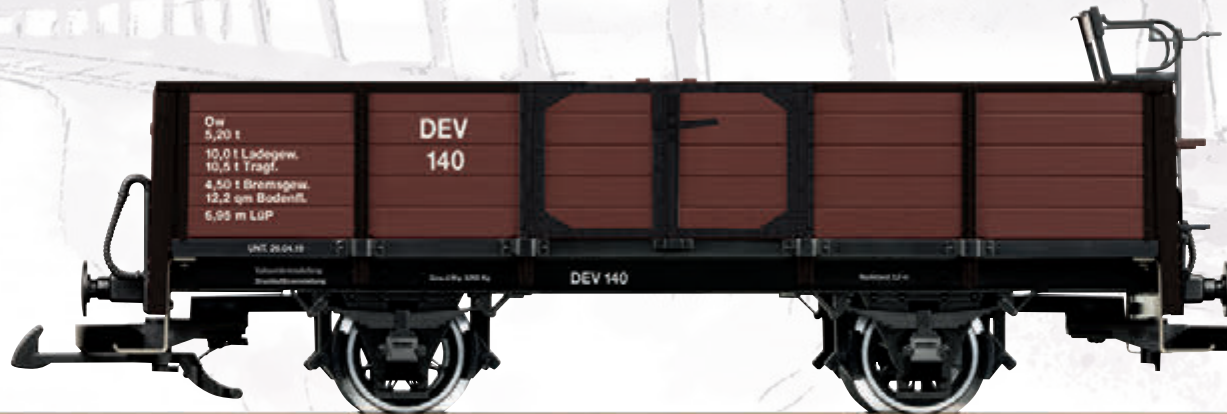 Ow
5,20 t
10,0 t Ladegew.
10,5 t Tragf.
4,50 t Bremsgew.
12,2 qm Bodenfl.
6,95 m LüP
DEV
140
UNT. 26.04.19
DEV 140